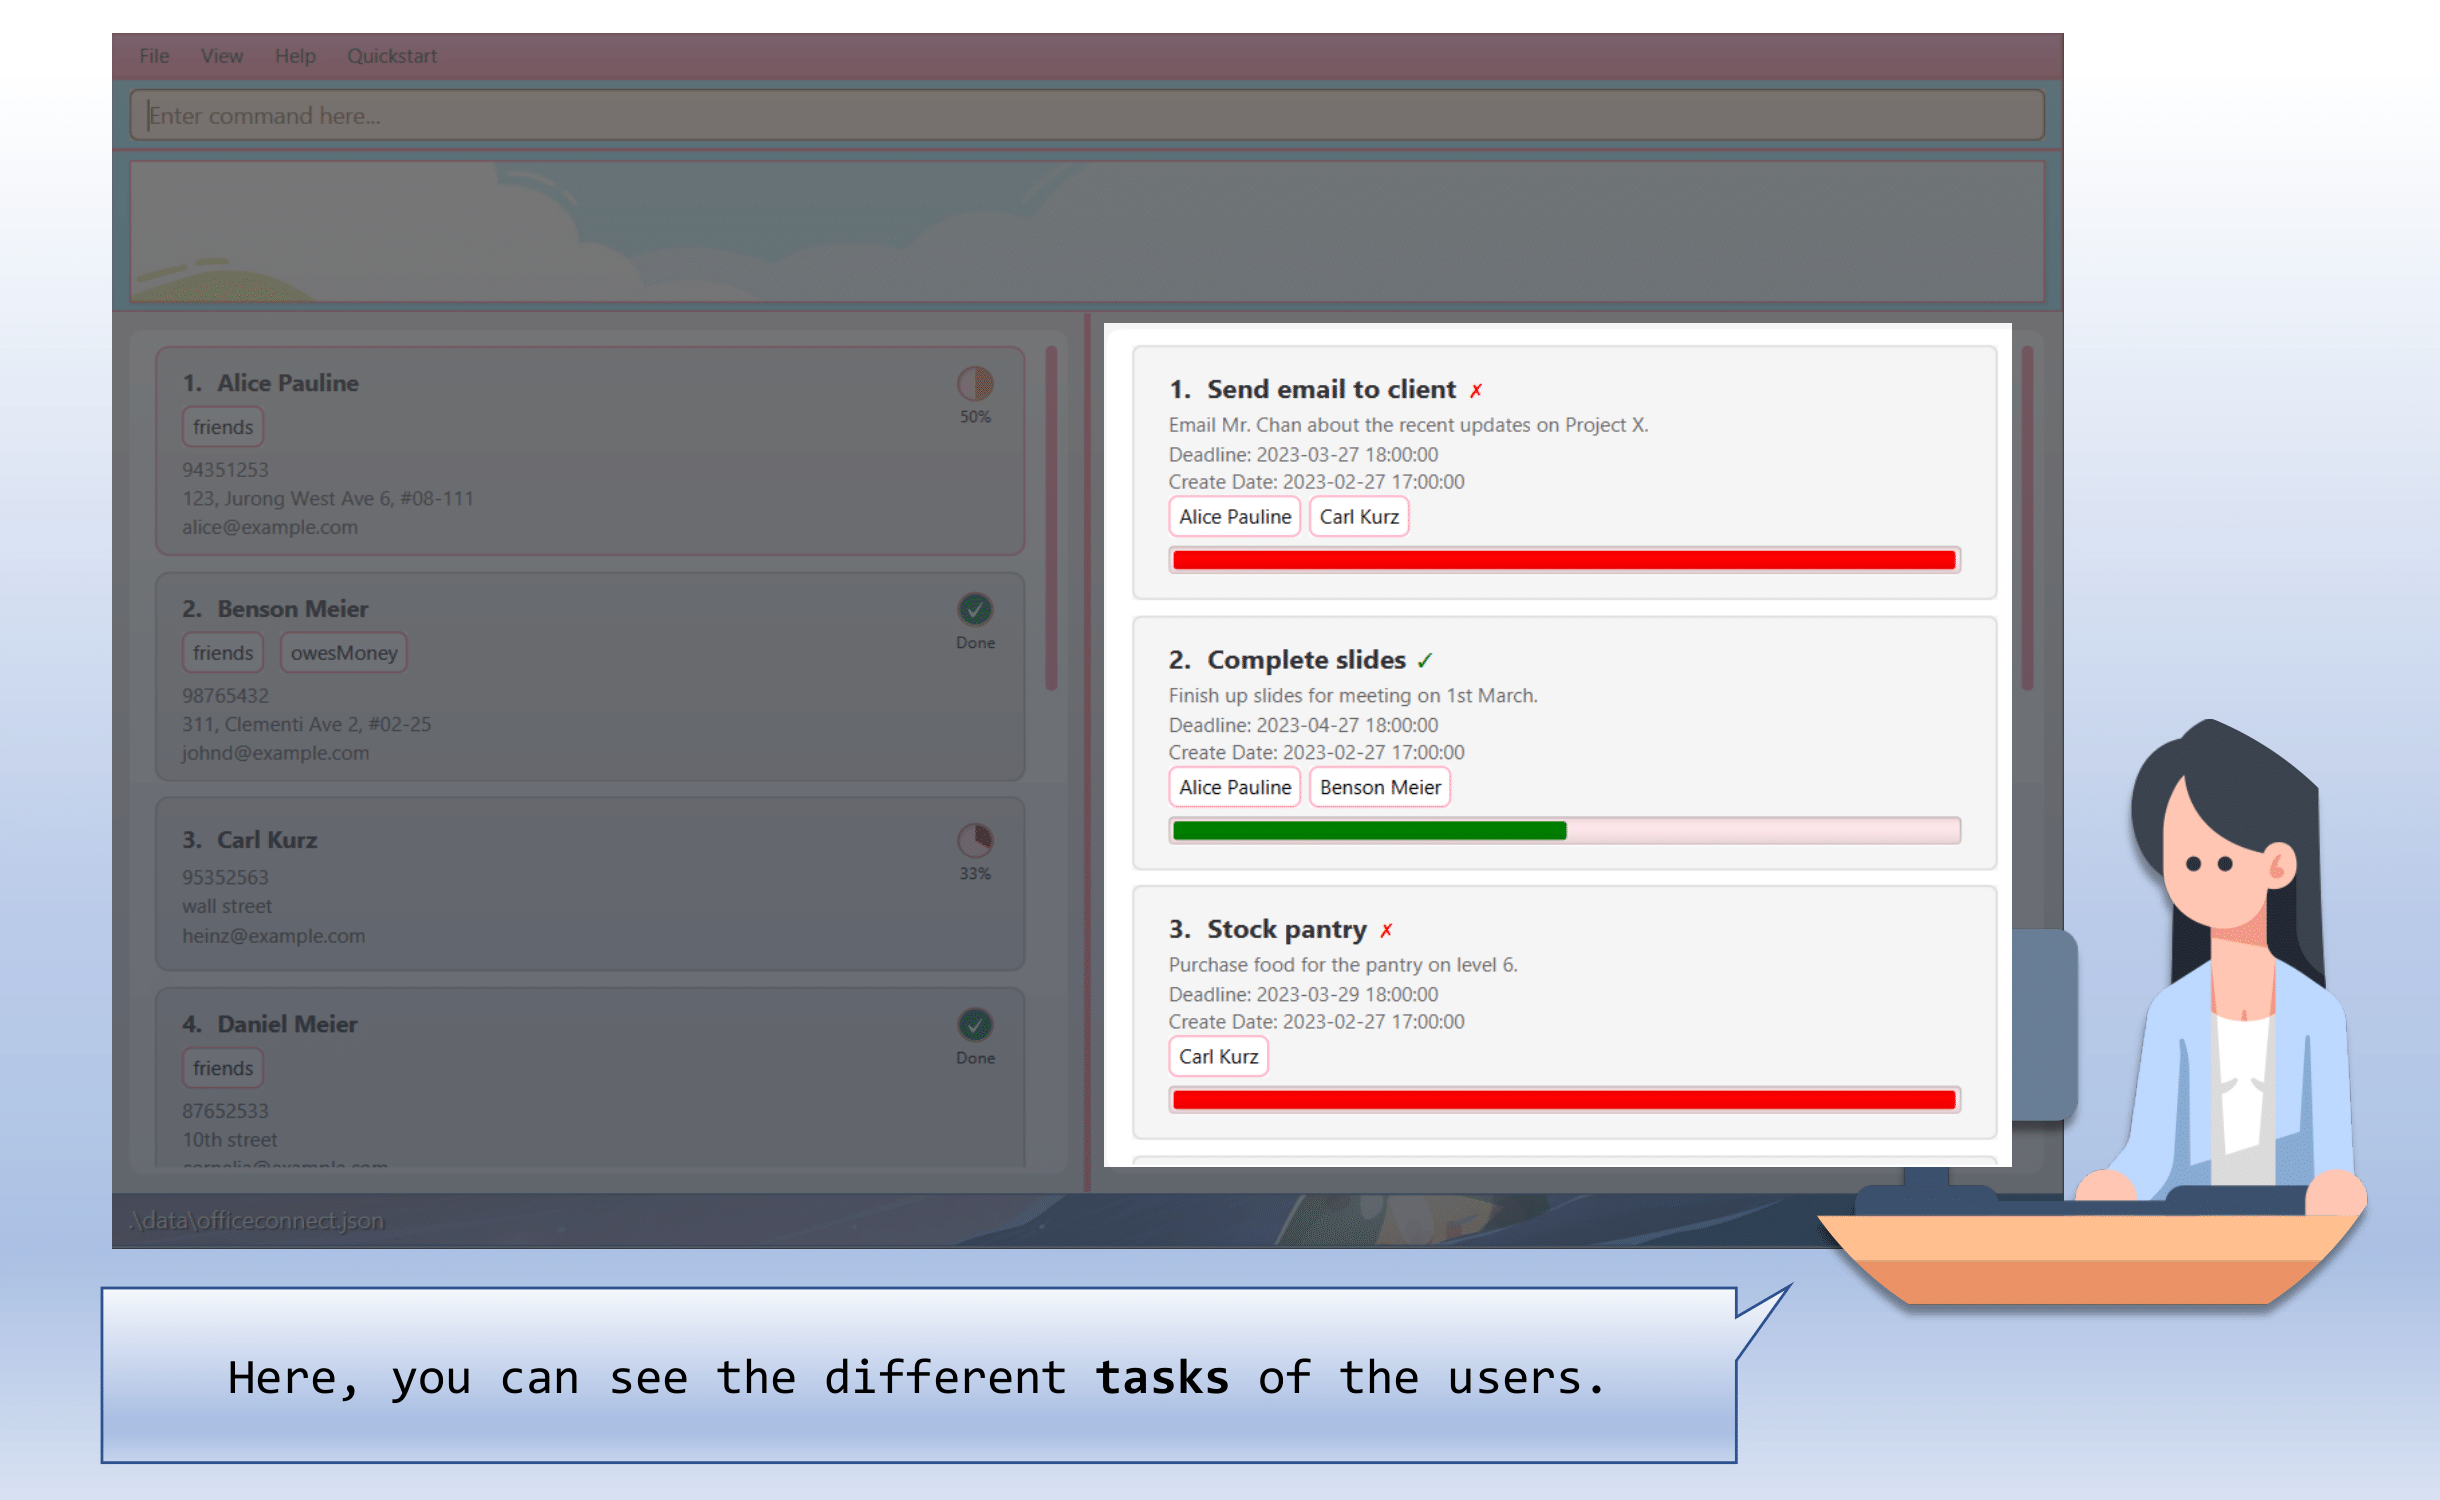 File View Help Quickstart
Enter command here...
1. Alice Pauline
friends
94351253
123, Jurong West Ave 6, #08-111
alice@example.com
50%
2. Benson Meier
friends owesMoney
98765432
311, Clementi Ave 2, #02-25
johnd@example.com
Done
3. Carl Kurz
95352563
wall street
heinz@example.com
33%
4. Daniel Meier
friends
87652533
10th street
cornelia@example.com
Done
1. Send email to client ✗
Email Mr. Chan about the recent updates on Project X.
Deadline: 2023-03-27 18:00:00
Create Date: 2023-02-27 17:00:00
Alice Pauline Carl Kurz
2. Complete slides ✓
Finish up slides for meeting on 1st March.
Deadline: 2023-04-27 18:00:00
Create Date: 2023-02-27 17:00:00
Alice Pauline Benson Meier
3. Stock pantry ✗
Purchase food for the pantry on level 6.
Deadline: 2023-03-29 18:00:00
Create Date: 2023-02-27 17:00:00
Carl Kurz
.\data\officeconnect.json
Here, you can see the different tasks of the users.